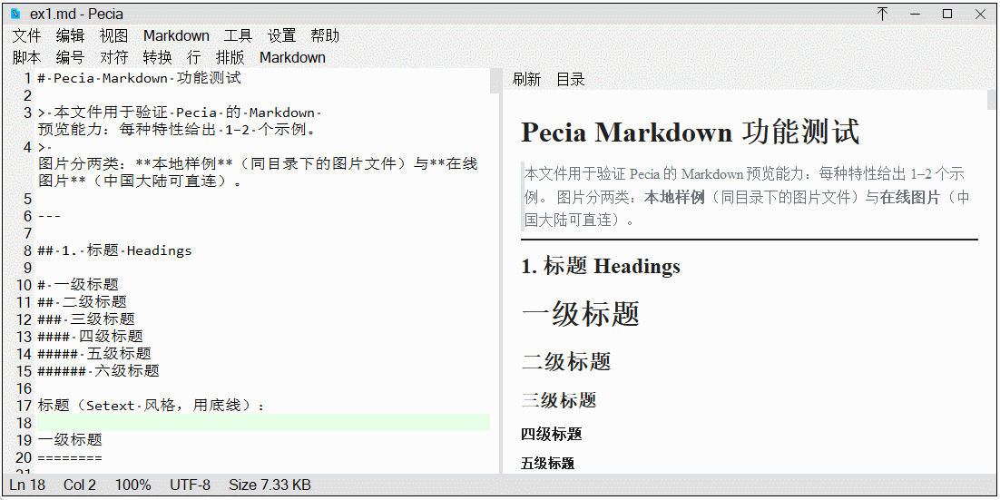 ex1.md - Pecia
文件 编辑 视图 Markdown 工具 设置 帮助
脚本 编号 对符 转换 行 排版 Markdown
1 #·Pecia·Markdown·功能测试
2
3 >·本文件用于验证·Pecia·的·Markdown·
预览能力：每种特性给出·1–2·个示例。
4 >·
图片分两类：**本地样例**（同目录下的图片文件）与**在线
图片**（中国大陆可直连）。
5
6 ---
7
8 ##·1.·标题·Headings
9
10 #·一级标题
11 ##·二级标题
12 ###·三级标题
13 ####·四级标题
14 #####·五级标题
15 ######·六级标题
16
17 标题（Setext·风格，用底线）：
18
19 一级标题
20 ========
21
刷新 目录
Pecia Markdown 功能测试
本文件用于验证 Pecia 的 Markdown 预览能力：每种特性给出 1–2 个示
例。 图片分两类：本地样例（同目录下的图片文件）与在线图片（中
国大陆可直连）。
1. 标题 Headings
一级标题
二级标题
三级标题
四级标题
五级标题
Ln 18 Col 2 100% UTF-8 Size 7.33 KB